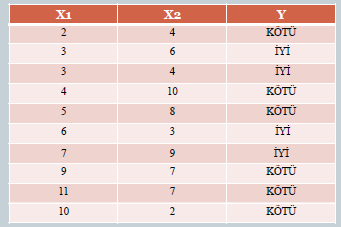 X1 X2 Y
2 4 KÖTÜ
3 6 İYİ
3 4 İYİ
4 10 KÖTÜ
5 8 KÖTÜ
6 3 İYİ
7 9 İYİ
9 7 KÖTÜ
11 7 KÖTÜ
10 2 KÖTÜ